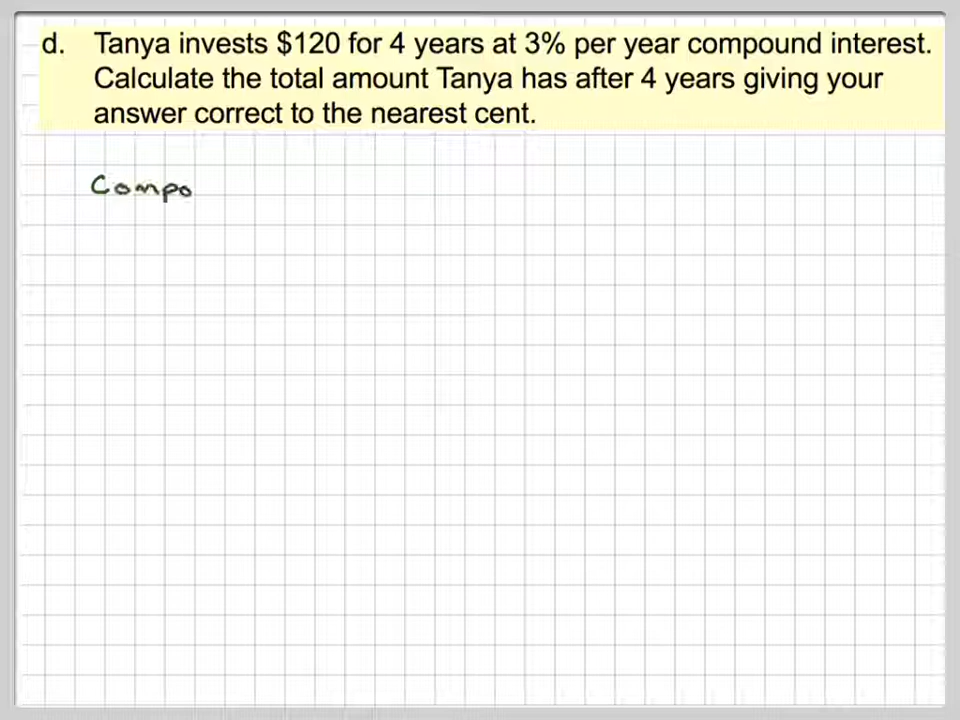 d. Tanya invests $120 for 4 years at 3% per year compound interest.
Calculate the total amount Tanya has after 4 years giving your
answer correct to the nearest cent.
Compo